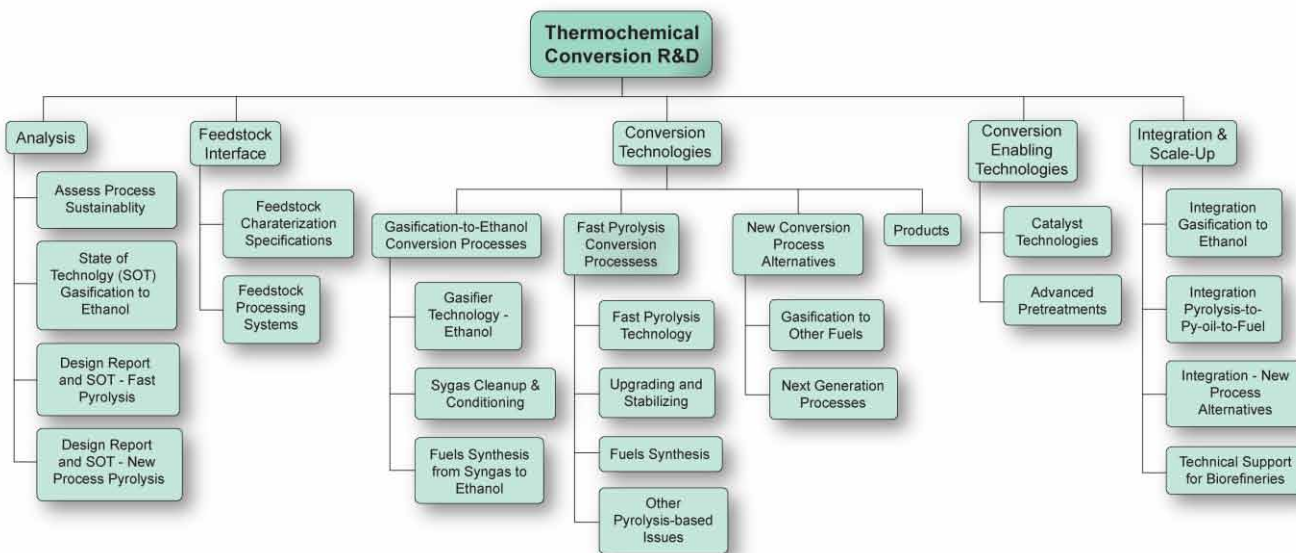 Thermochemical
Conversion R&D
Analysis
Assess Process
Sustainablity
State of
Technolgy (SOT)
Gasification to
Ethanol
Design Report
and SOT - Fast
Pyrolysis
Design Report
and SOT - New
Process Pyrolysis
Feedstock
Interface
Feedstock
Charaterization
Specifications
Feedstock
Processing
Systems
Conversion
Technologies
Gasification-to-Ethanol
Conversion Processes
Gasifier
Technology -
Ethanol
Sygas Cleanup &
Conditioning
Fuels Synthesis
from Syngas to
Ethanol
Fast Pyrolysis
Conversion
Processess
Fast Pyrolysis
Technology
Upgrading and
Stabilizing
Fuels Synthesis
Other
Pyrolysis-based
Issues
New Conversion
Process
Alternatives
Gasification to
Other Fuels
Next Generation
Processes
Products
Conversion
Enabling
Technologies
Catalyst
Technologies
Advanced
Pretreatments
Integration &
Scale-Up
Integration
Gasification to
Ethanol
Integration
Pyrolysis-to-
Py-oil-to-Fuel
Integration - New
Process
Alternatives
Technical Support
for Biorefineries